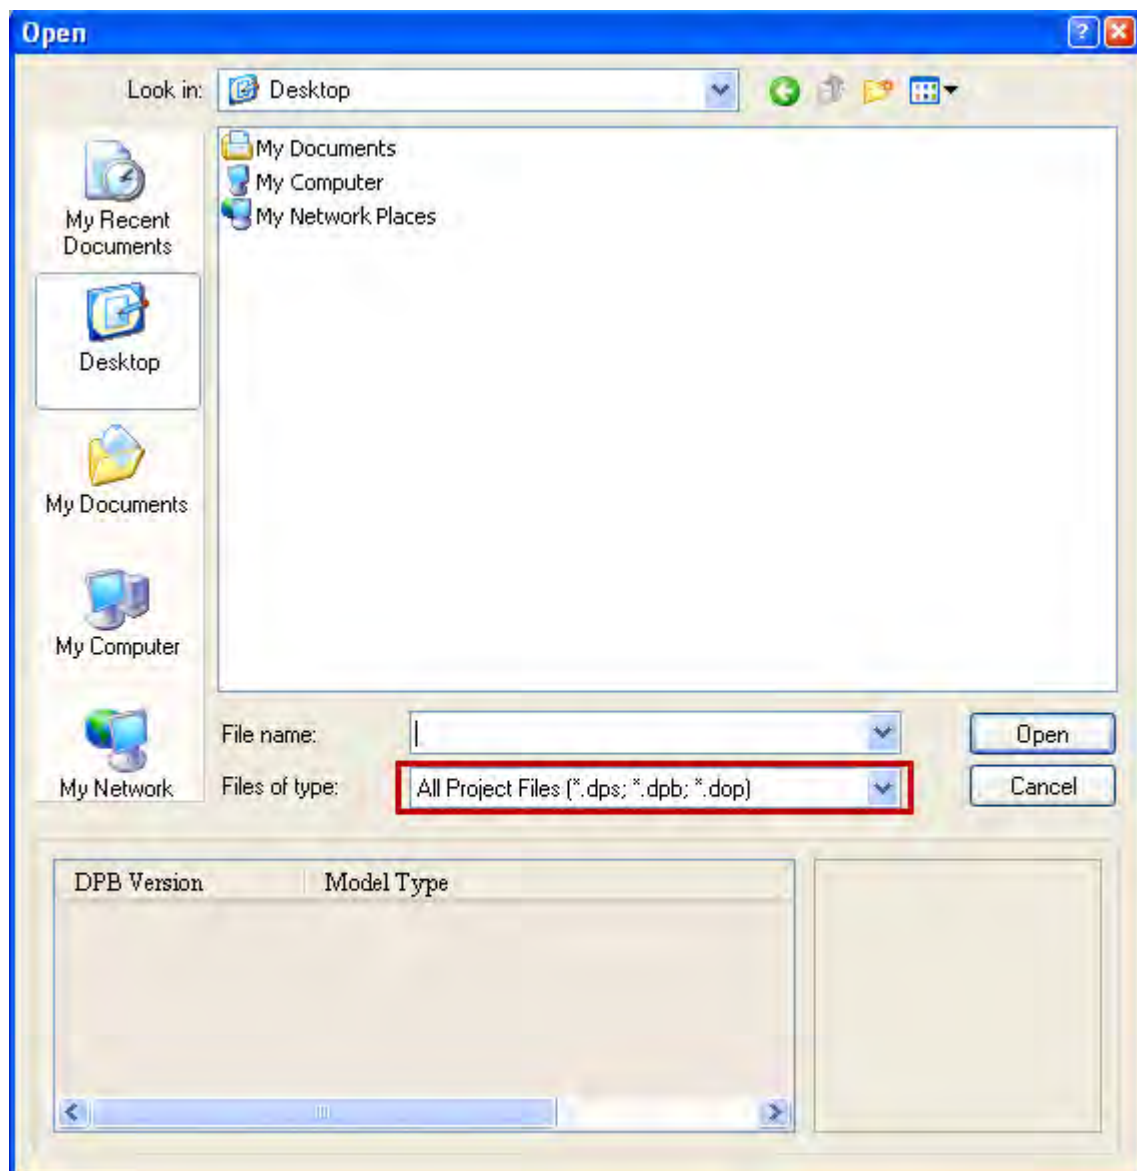 Open
Look in:
Desktop
My Documents
My Computer
My Network Places
My Recent
Documents
Desktop
My Documents
My Computer
My Network
File name:
Open
Files of type:
All Project Files (*.dps; *.dpb; *.dop)
Cancel
DPB Version
Model Type